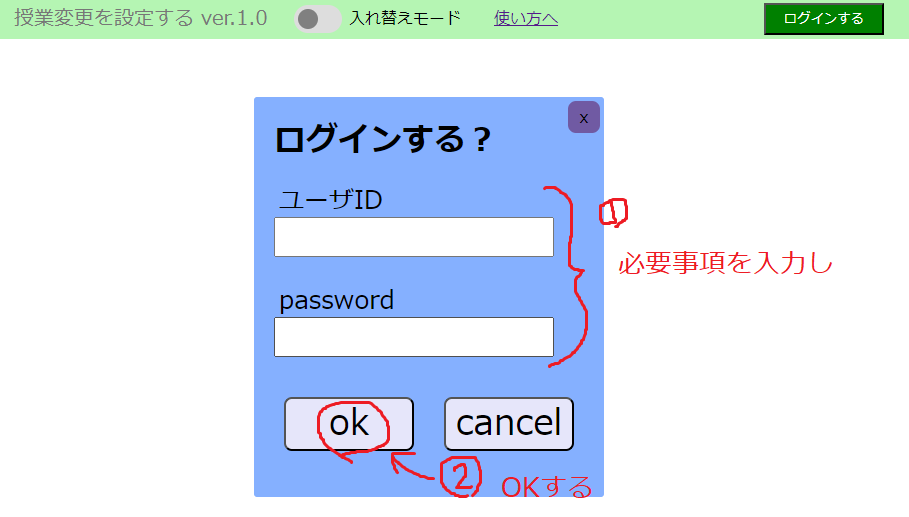 授業変更を設定する ver.1.0 入れ替えモード 使い方へ ログインする
x
ログインする？
ユーザID
1
必要事項を入力し
password
ok cancel
2 OKする